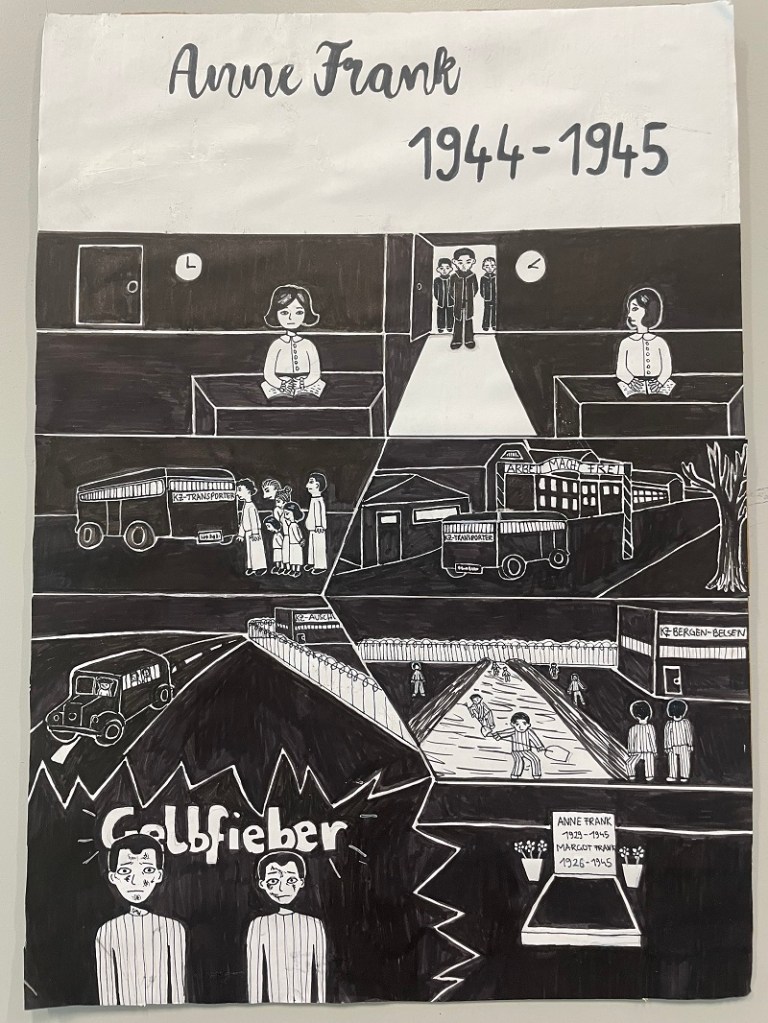 Anne Frank
1944-1945
KZ-TRANSPORTER
ARBEIT MACHT FREI
KZ-TRANSPORTER
KZ-AUSCH
KZ BERGEN-BELSEN
Gelbfieber
ANNE FRANK
1929-1945
MARGOT FRANK
1926-1945